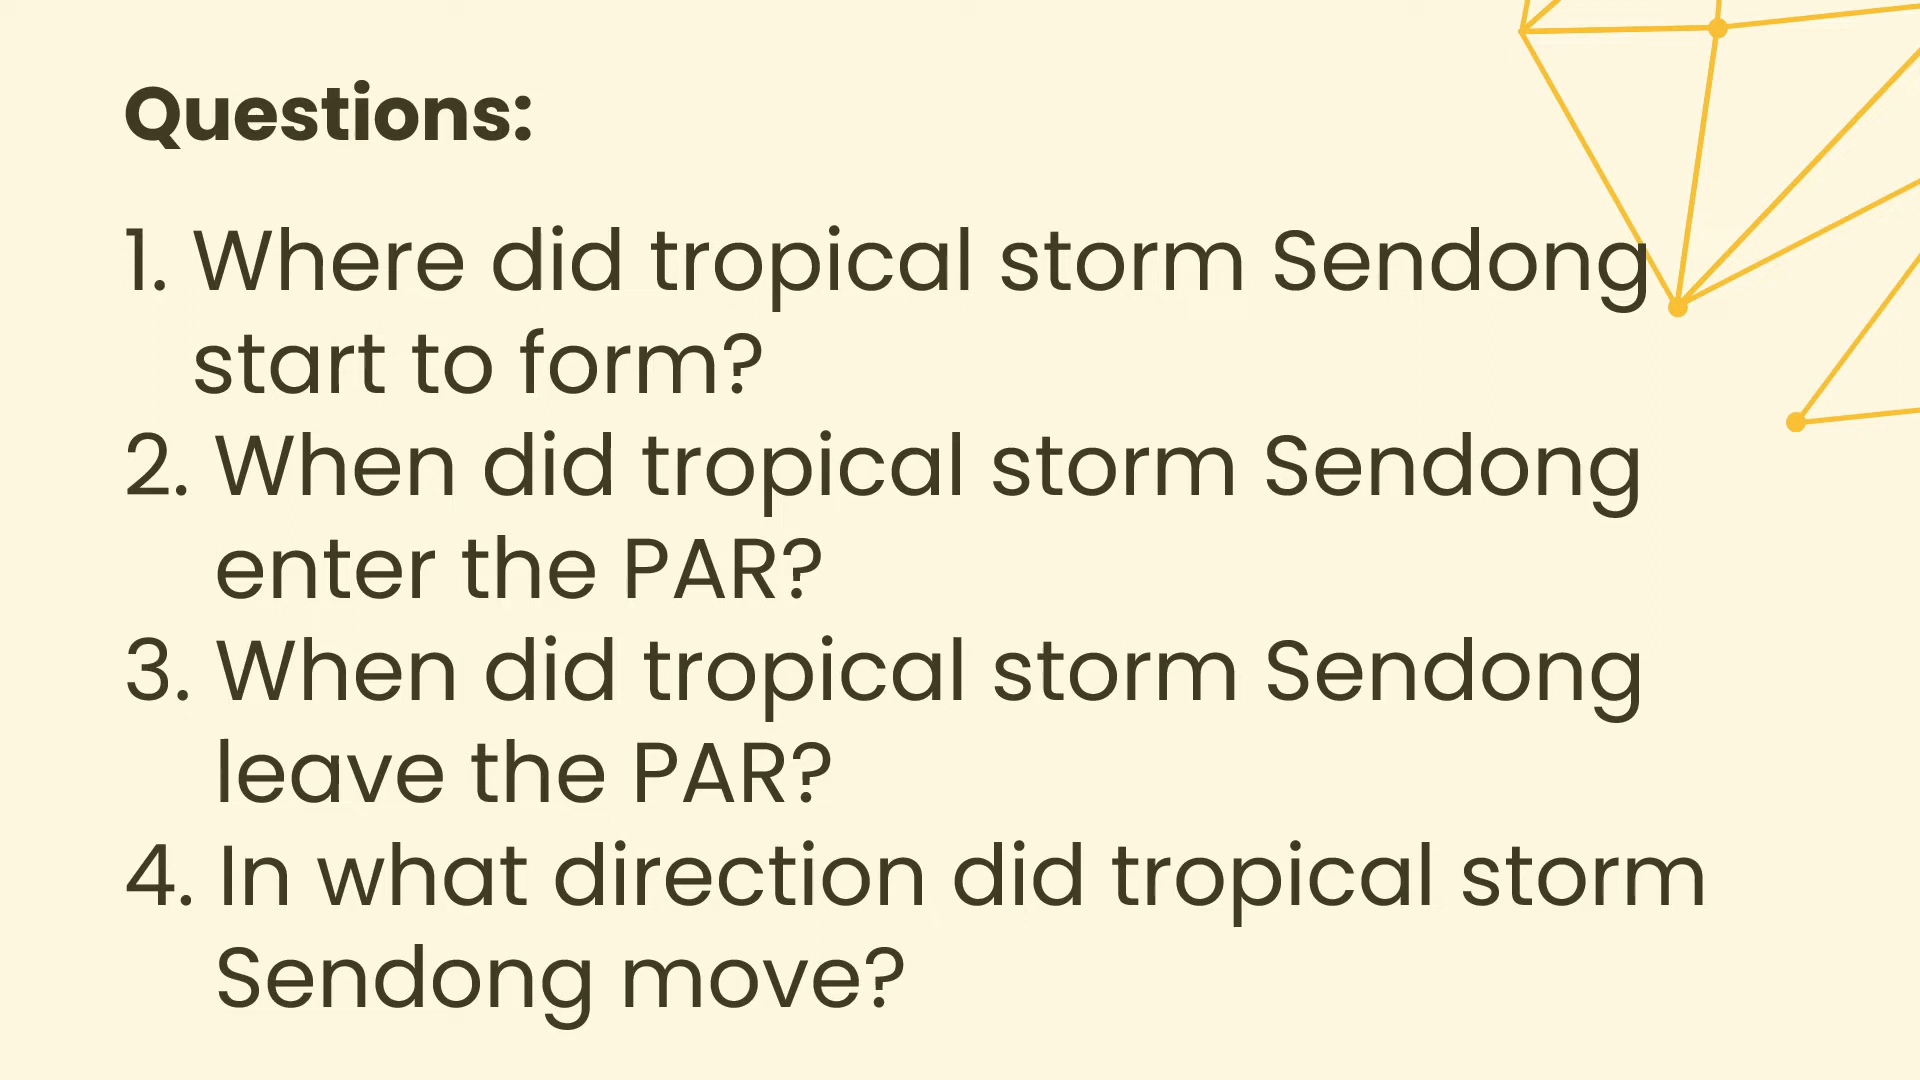 Questions:
1. Where did tropical storm Sendong
start to form?
2. When did tropical storm Sendong
enter the PAR?
3. When did tropical storm Sendong
leave the PAR?
4. In what direction did tropical storm
Sendong move?